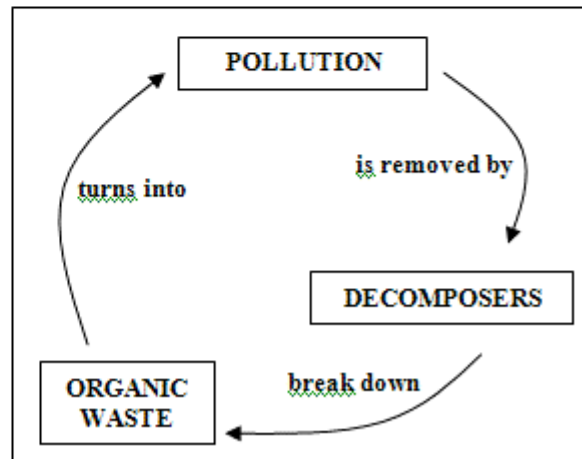 POLLUTION
is removed by
turns into
DECOMPOSERS
break down
ORGANIC
WASTE